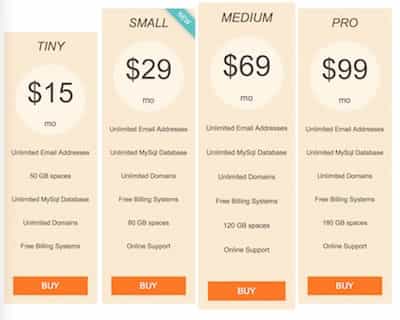 TINY
$15
mo
Unlimited Email Addresses
50 GB spaces
Unlimited MySql Database
Unlimited Domains
Free Billing Systems
BUY
SMALL
NEW
$29
mo
Unlimited Email Addresses
Unlimited MySql Database
Unlimited Domains
Free Billing Systems
80 GB spaces
Online Support
BUY
MEDIUM
$69
mo
Unlimited Email Addresses
Unlimited MySql Database
Unlimited Domains
Free Billing Systems
120 GB spaces
Online Support
BUY
PRO
$99
mo
Unlimited Email Addresses
Unlimited MySql Database
Unlimited Domains
Free Billing Systems
180 GB spaces
Online Support
BUY